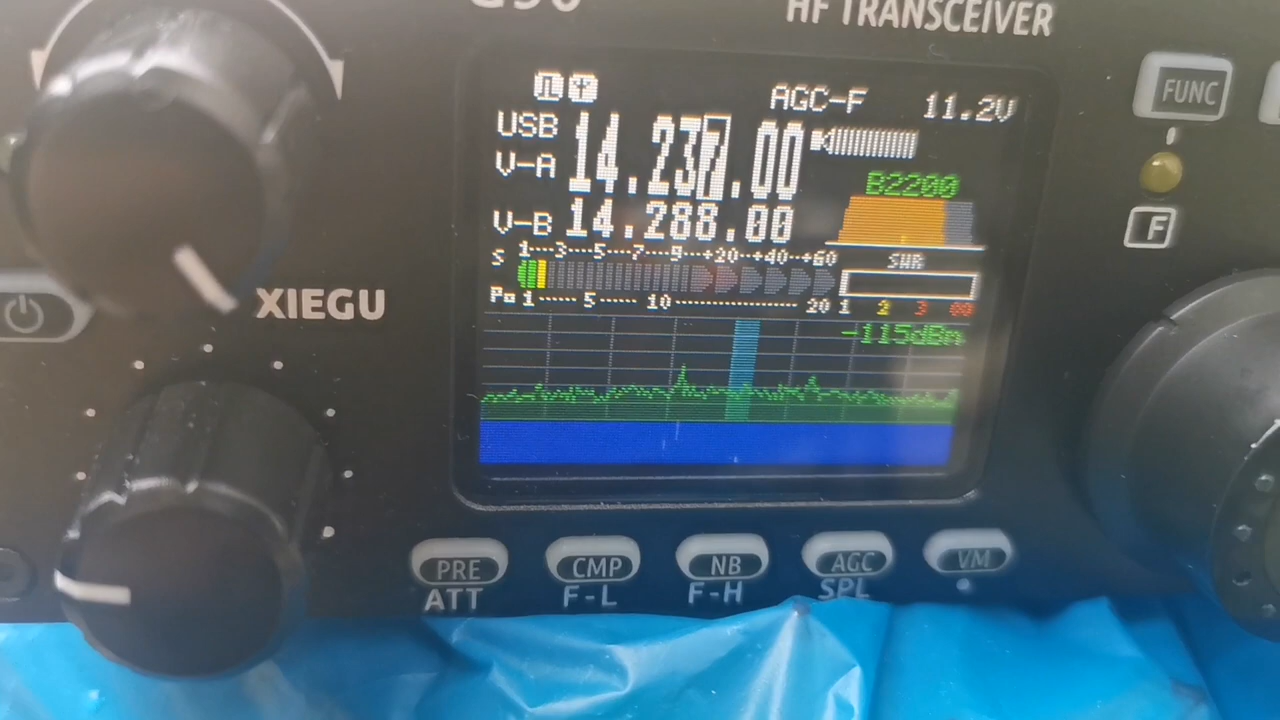 G90
HF TRANSCEIVER
AGC-F 11.2V
USB 14.237.00
V-A
B2200
V-B 14.288.00
S 1---3---5---7---9--+20--+40--+60
SWR
Po 1------5------10----------------20 1 2 3 ∞
-115dBm
FUNC
F
XIEGU
PRE CMP NB AGC VM
ATT F-L F-H SPL